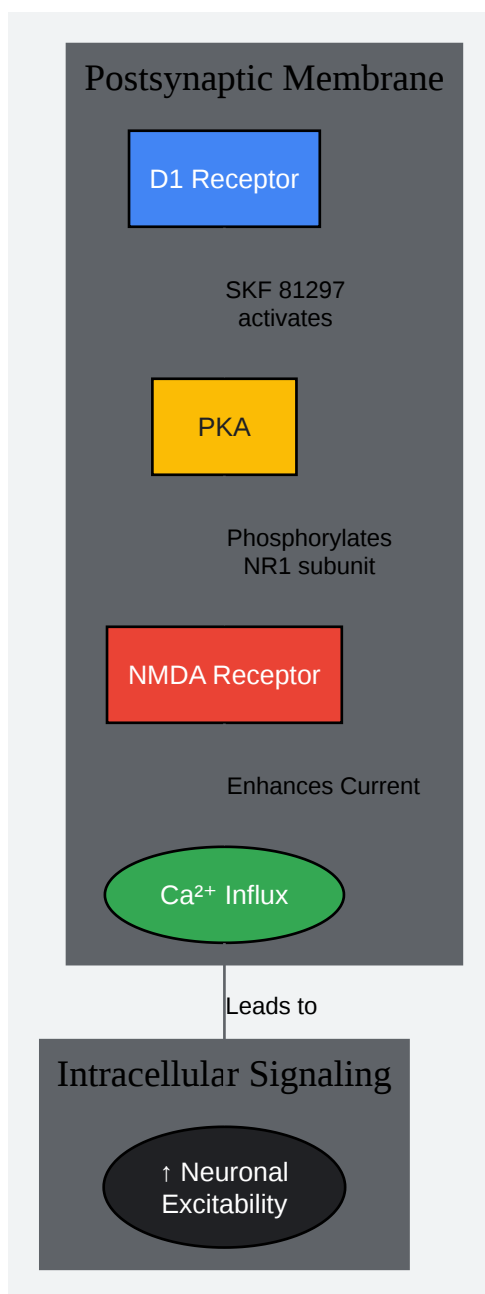 Postsynaptic Membrane
D1 Receptor
SKF 81297
activates
PKA
Phosphorylates
NR1 subunit
NMDA Receptor
Enhances Current
Ca²⁺ Influx
Leads to
Intracellular Signaling
↑ Neuronal
Excitability